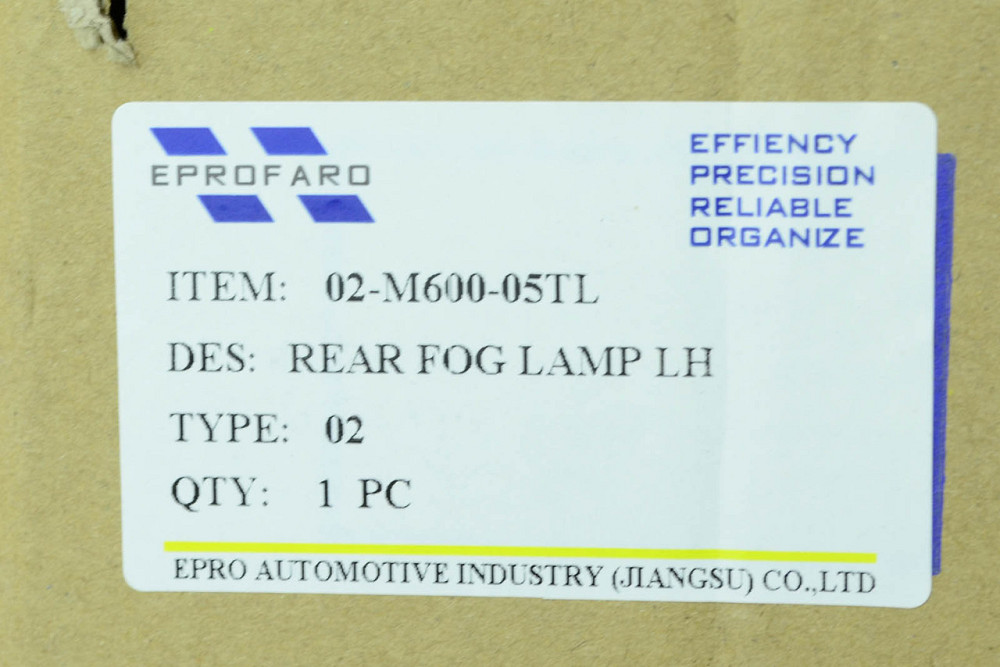 EPROFARO
EFFIENCY
PRECISION
RELIABLE
ORGANIZE
ITEM: 02-M600-05TL
DES: REAR FOG LAMP LH
TYPE: 02
QTY: 1 PC
EPRO AUTOMOTIVE INDUSTRY (JIANGSU) CO.,LTD